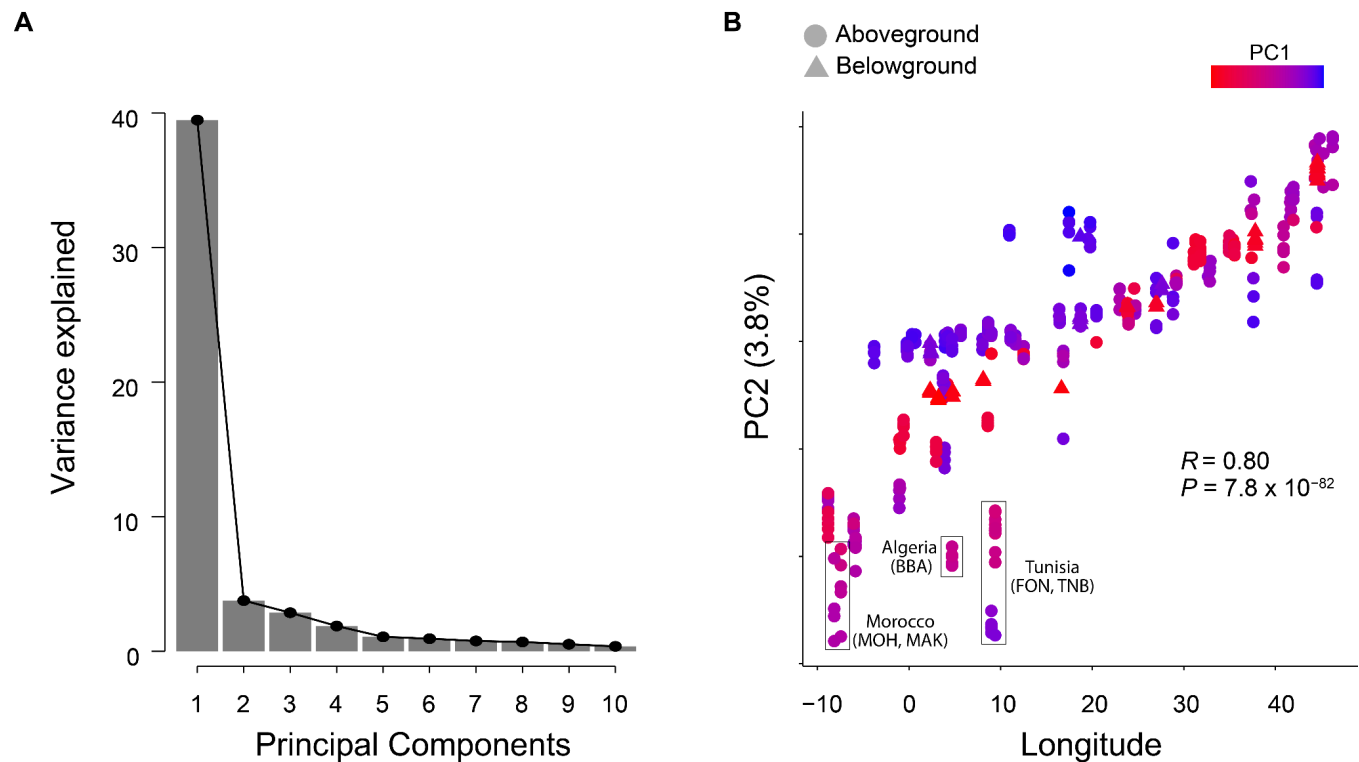 A
40
30
20
10
0
Variance explained
1 2 3 4 5 6 7 8 9 10
Principal Components
B
Aboveground
Belowground
PC1
PC2 (3.8%)
R = 0.80
P = 7.8 x 10⁻⁸²
Algeria
(BBA)
Tunisia
(FON, TNB)
Morocco
(MOH, MAK)
−10 0 10 20 30 40
Longitude